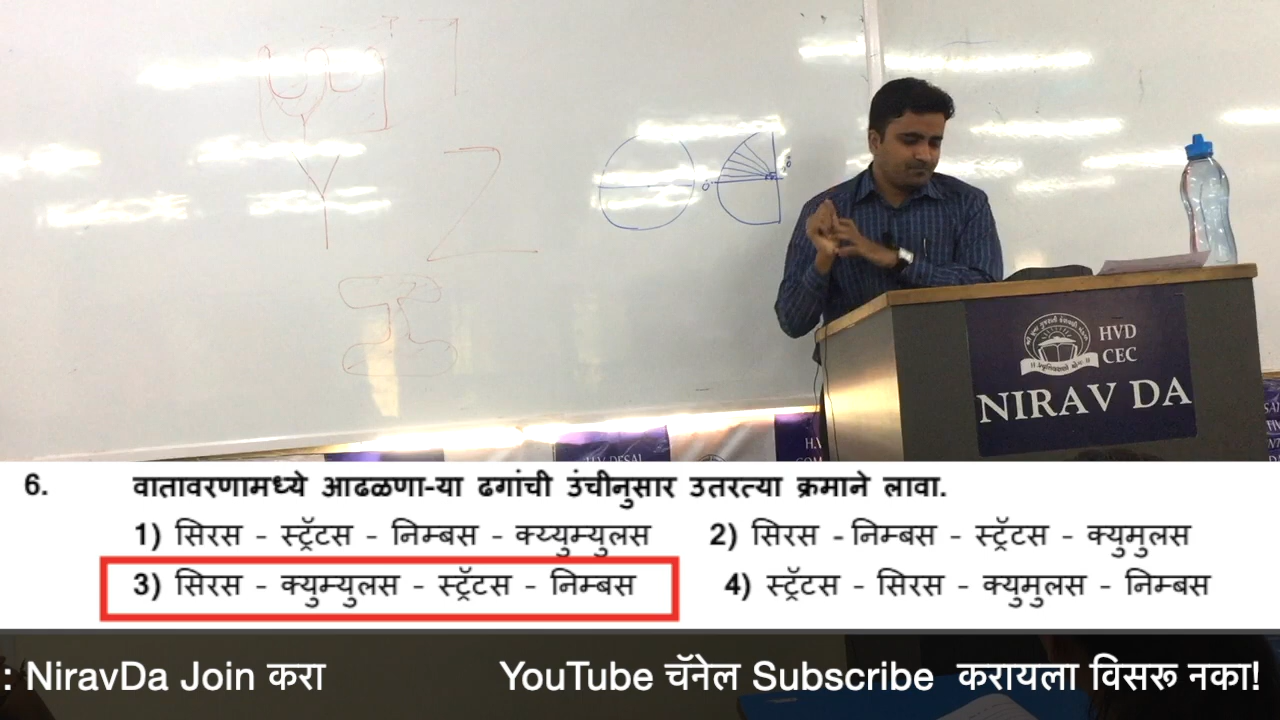 HVD
CEC
NIRAV DA
H.V.DESAI
H.V
6. वातावरणामध्ये आढळणा-या ढगांची उंचीनुसार उतरत्या क्रमाने लावा.
1) सिरस - स्ट्रॅटस - निम्बस - क्य्युम्युलस 2) सिरस - निम्बस - स्ट्रॅटस - क्युमुलस
3) सिरस - क्युम्युलस - स्ट्रॅटस - निम्बस 4) स्ट्रॅटस - सिरस - क्युमुलस - निम्बस
: NiravDa Join करा YouTube चॅनेल Subscribe करायला विसरू नका!